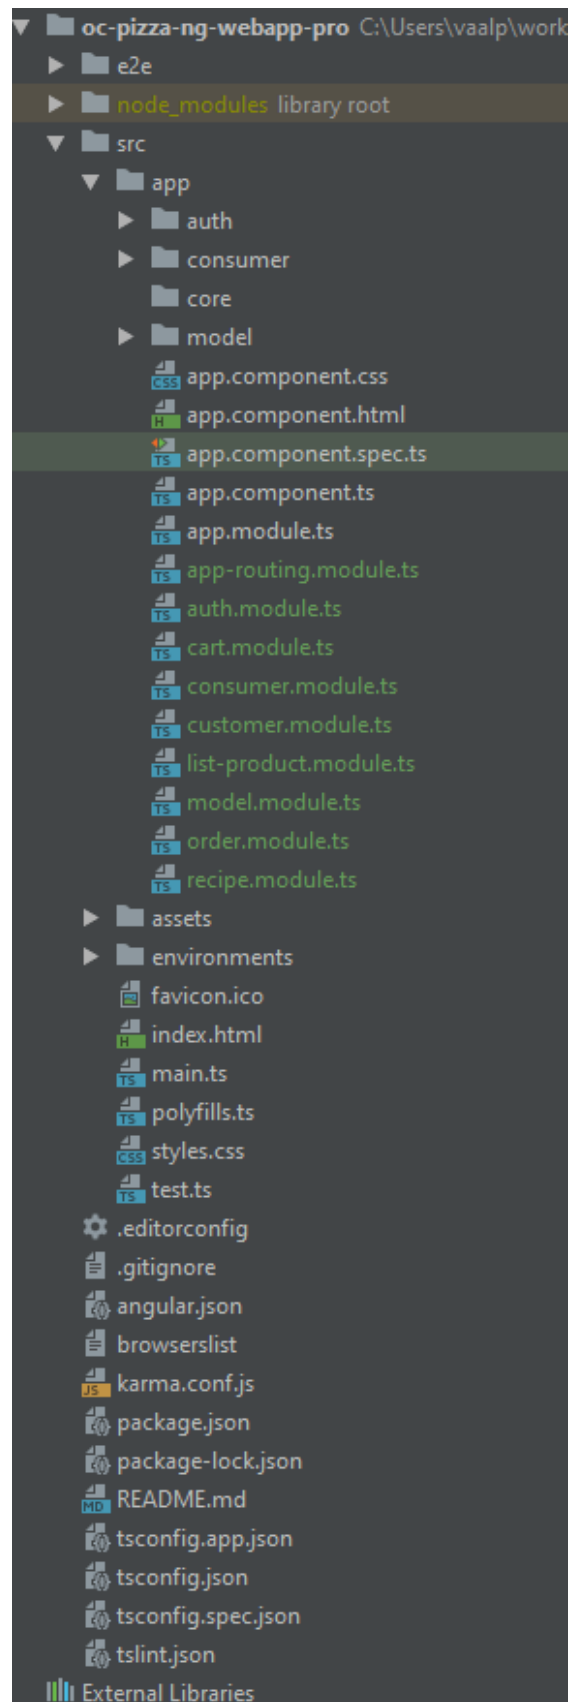 oc-pizza-ng-webapp-pro C:\Users\vaalp\work
e2e
node_modules library root
src
app
auth
consumer
core
model
app.component.css
app.component.html
app.component.spec.ts
app.component.ts
app.module.ts
app-routing.module.ts
auth.module.ts
cart.module.ts
consumer.module.ts
customer.module.ts
list-product.module.ts
model.module.ts
order.module.ts
recipe.module.ts
assets
environments
favicon.ico
index.html
main.ts
polyfills.ts
styles.css
test.ts
.editorconfig
.gitignore
angular.json
browserslist
karma.conf.js
package.json
package-lock.json
README.md
tsconfig.app.json
tsconfig.json
tsconfig.spec.json
tslint.json
External Libraries